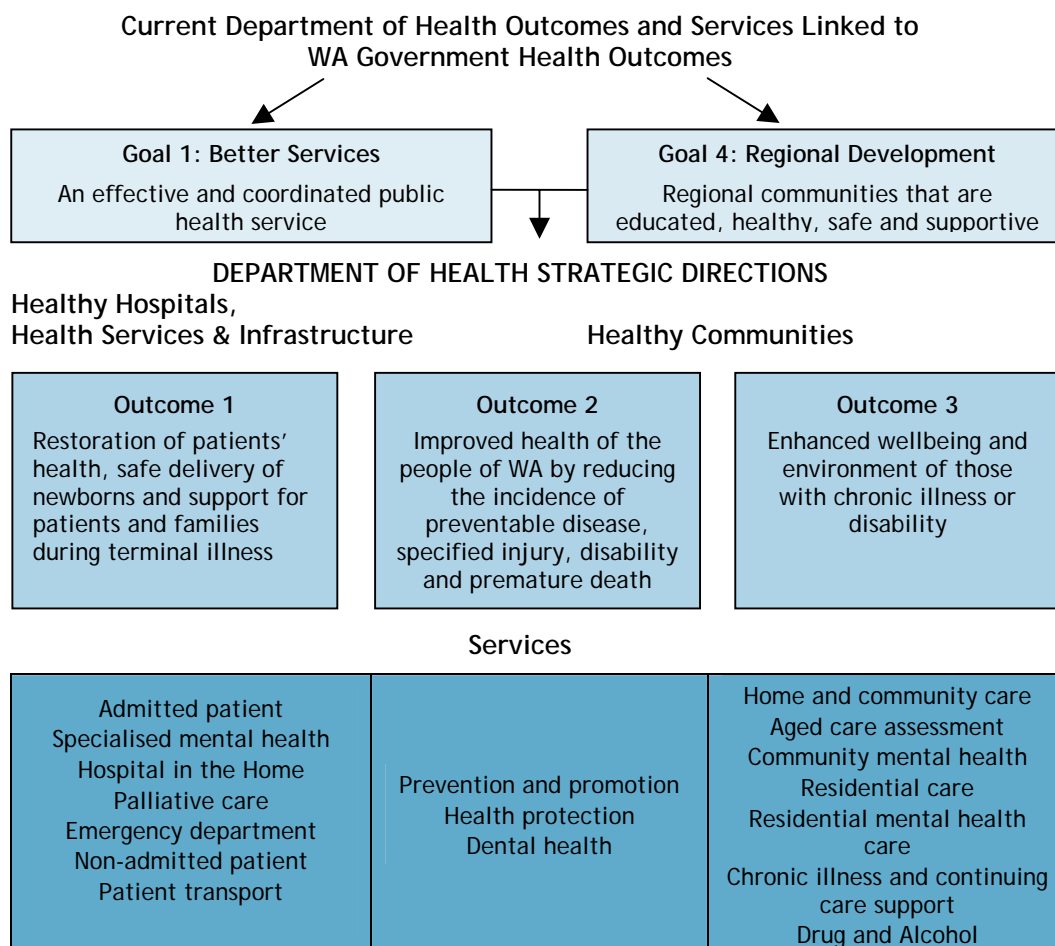 Current Department of Health Outcomes and Services Linked to
WA Government Health Outcomes
Goal 1: Better Services
An effective and coordinated public
health service
Goal 4: Regional Development
Regional communities that are
educated, healthy, safe and supportive
DEPARTMENT OF HEALTH STRATEGIC DIRECTIONS
Healthy Hospitals,
Health Services & Infrastructure
Healthy Communities
Outcome 1
Restoration of patients’
health, safe delivery of
newborns and support for
patients and families
during terminal illness
Outcome 2
Improved health of the
people of WA by reducing
the incidence of
preventable disease,
specified injury, disability
and premature death
Outcome 3
Enhanced wellbeing and
environment of those
with chronic illness or
disability
Services
Admitted patient
Specialised mental health
Hospital in the Home
Palliative care
Emergency department
Non-admitted patient
Patient transport
Prevention and promotion
Health protection
Dental health
Home and community care
Aged care assessment
Community mental health
Residential care
Residential mental health
care
Chronic illness and continuing
care support
Drug and Alcohol